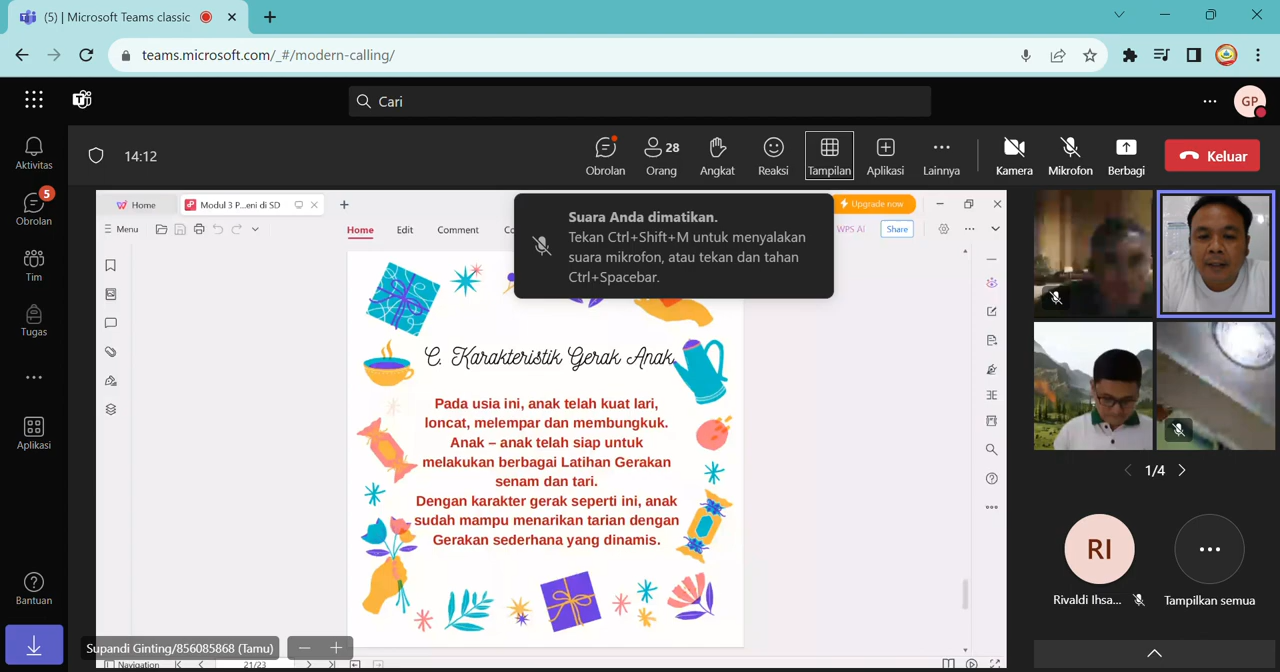 (5) | Microsoft Teams classic
teams.microsoft.com/_#/modern-calling/
Cari
GP
Aktivitas
5
Obrolan
Tim
Tugas
Aplikasi
Bantuan
14:12
Obrolan
28
Orang
Angkat
Reaksi
Tampilan
Aplikasi
Lainnya
Kamera
Mikrofon
Berbagi
Keluar
Home
Modul 3 P...eni di SD
Upgrade now
Menu
Home
Edit
Comment
WPS AI
Share
Suara Anda dimatikan.
Tekan Ctrl+Shift+M untuk menyalakan
suara mikrofon, atau tekan dan tahan
Ctrl+Spacebar.
C. Karakteristik Gerak Anak
Pada usia ini, anak telah kuat lari,
loncat, melempar dan membungkuk.
Anak – anak telah siap untuk
melakukan berbagai Latihan Gerakan
senam dan tari.
Dengan karakter gerak seperti ini, anak
sudah mampu menarikan tarian dengan
Gerakan sederhana yang dinamis.
Supandi Ginting/856085868 (Tamu)
Navigation
21/23
1/4
RI
Rivaldi Ihsa...
Tampilkan semua